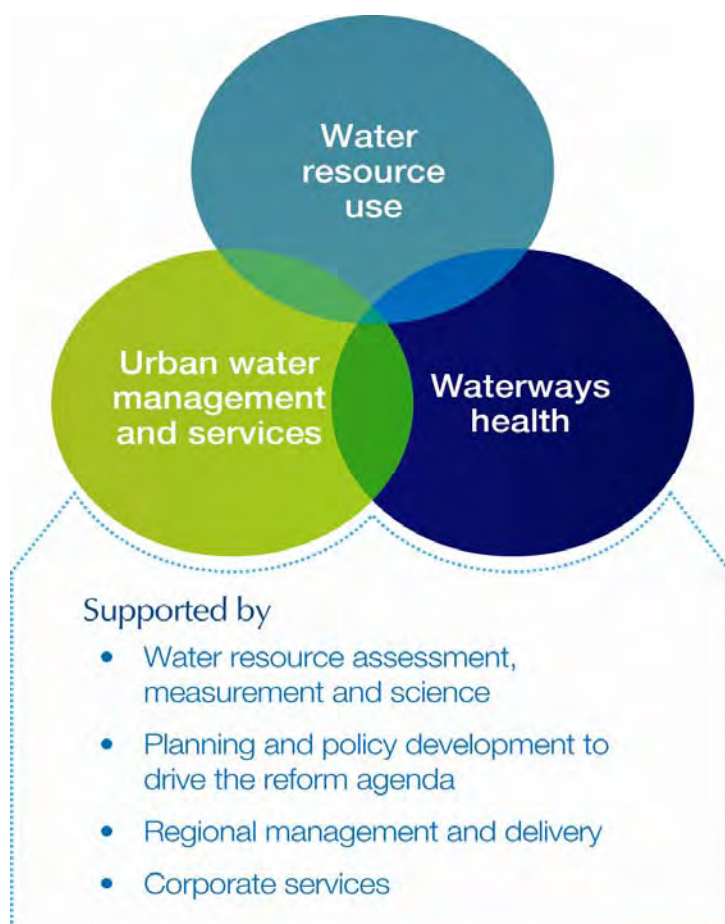 Water
resource
use
Urban water
management
and services
Waterways
health
Supported by
• Water resource assessment,
measurement and science
• Planning and policy development to
drive the reform agenda
• Regional management and delivery
• Corporate services